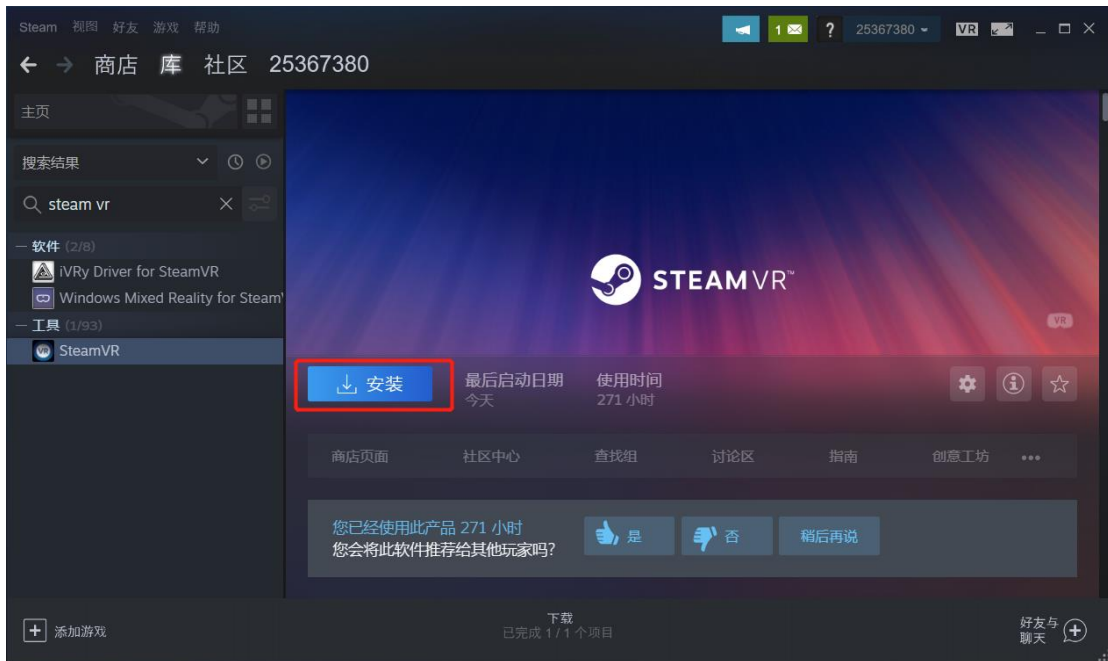 Steam 视图 好友 游戏 帮助
1 ? 25367380 VR
商店 库 社区 25367380
主页
搜索结果
steam vr
软件 (2/8)
iVRy Driver for SteamVR
Windows Mixed Reality for Steam
工具 (1/93)
VR SteamVR
STEAMVR™
VR
安装
最后启动日期 使用时间
今天 271 小时
商店页面 社区中心 查找组 讨论区 指南 创意工坊 •••
您已经使用此产品 271 小时
您会将此软件推荐给其他玩家吗?
是 否 稍后再说
添加游戏
下载
已完成 1 / 1 个项目
好友与
聊天